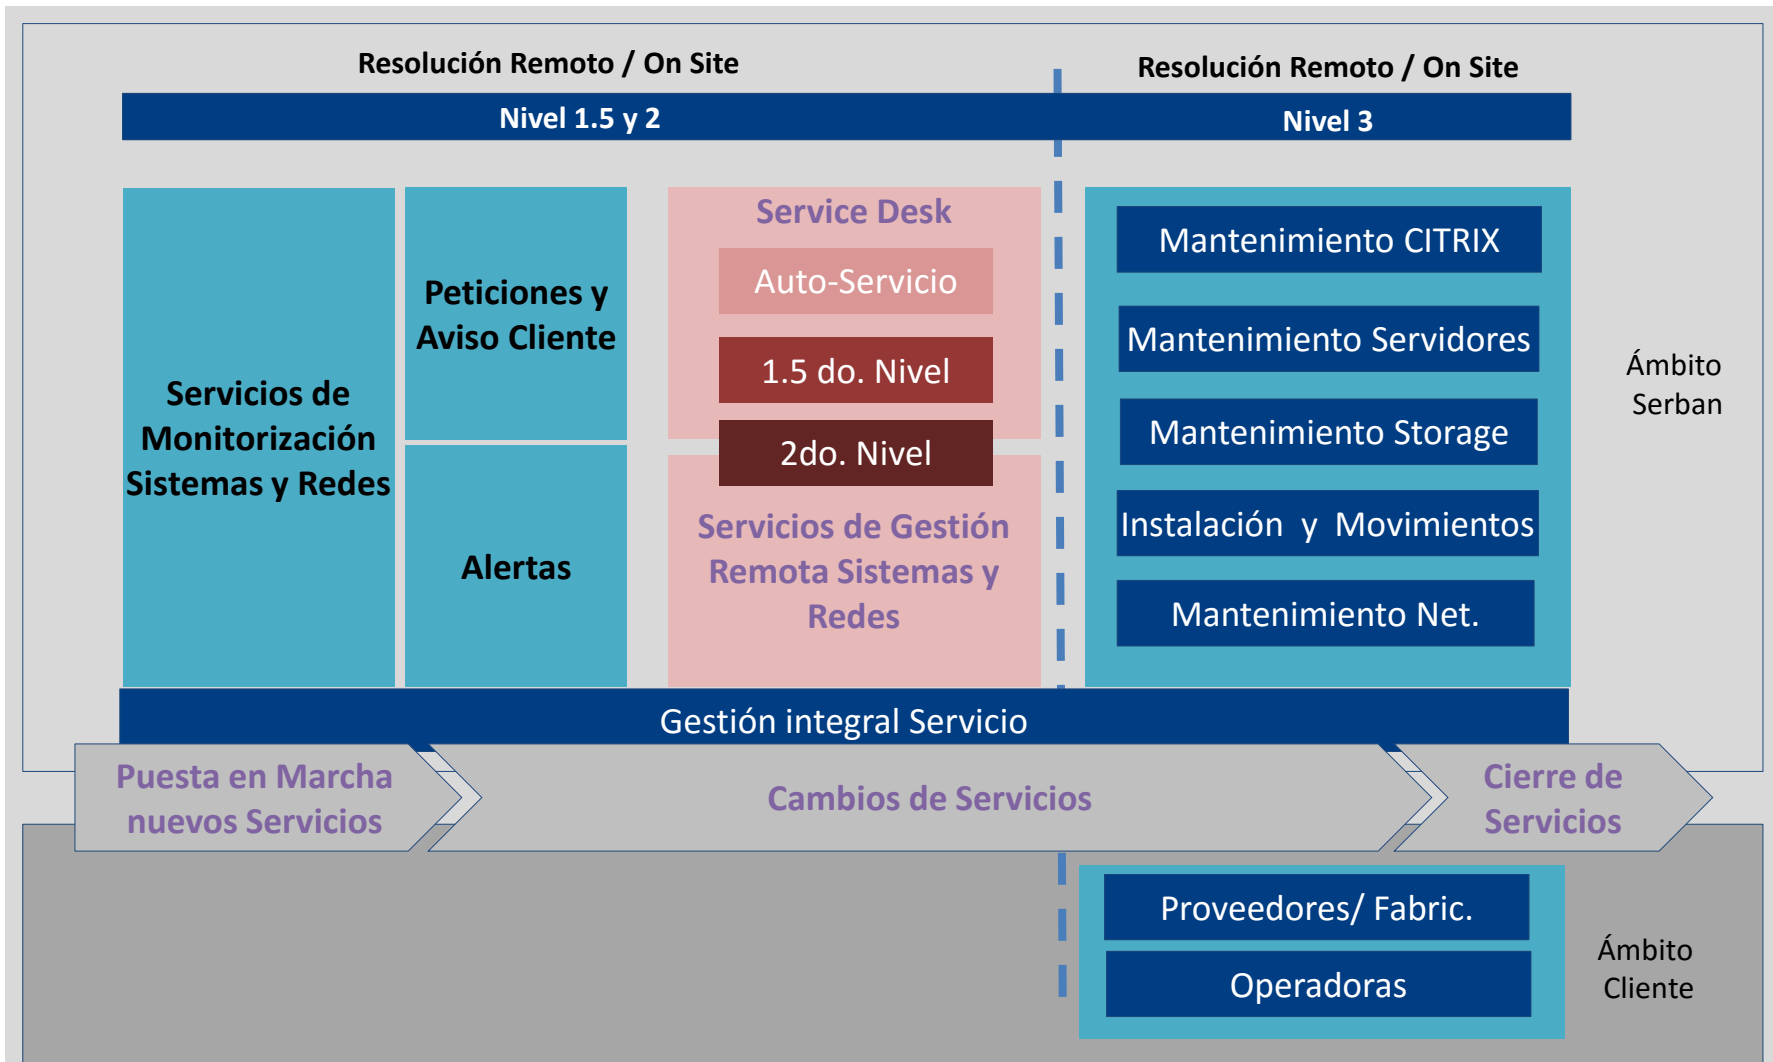 Resolución Remoto / On Site
Resolución Remoto / On Site
Nivel 1.5 y 2
Nivel 3
Servicios de
Monitorización
Sistemas y Redes
Peticiones y
Aviso Cliente
Alertas
Service Desk
Auto-Servicio
1.5 do. Nivel
2do. Nivel
Servicios de Gestión
Remota Sistemas y
Redes
Mantenimiento CITRIX
Mantenimiento Servidores
Mantenimiento Storage
Instalación y Movimientos
Mantenimiento Net.
Ámbito
Serban
Gestión integral Servicio
Puesta en Marcha
nuevos Servicios
Cambios de Servicios
Cierre de
Servicios
Proveedores/ Fabric.
Operadoras
Ámbito
Cliente